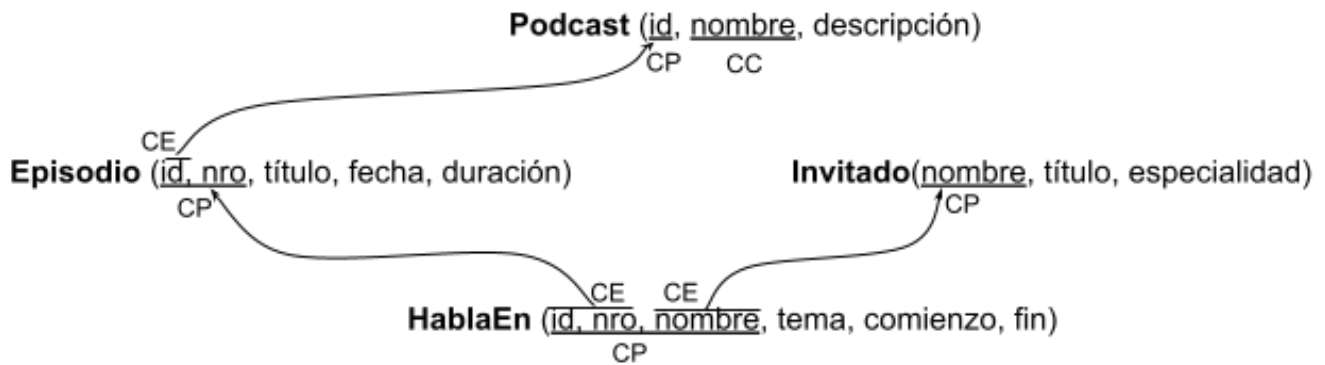 Podcast (id, nombre, descripción)
CP CC
CE
Episodio (id, nro, título, fecha, duración)
CP
Invitado(nombre, título, especialidad)
CP
CE CE
HablaEn (id, nro, nombre, tema, comienzo, fin)
CP